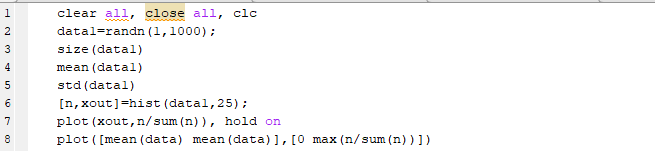 1 clear all, close all, clc
2 data1=randn(1,1000);
3 size(data1)
4 mean(data1)
5 std(data1)
6 [n,xout]=hist(data1,25);
7 plot(xout,n/sum(n)), hold on
8 plot([mean(data) mean(data)],[0 max(n/sum(n))])